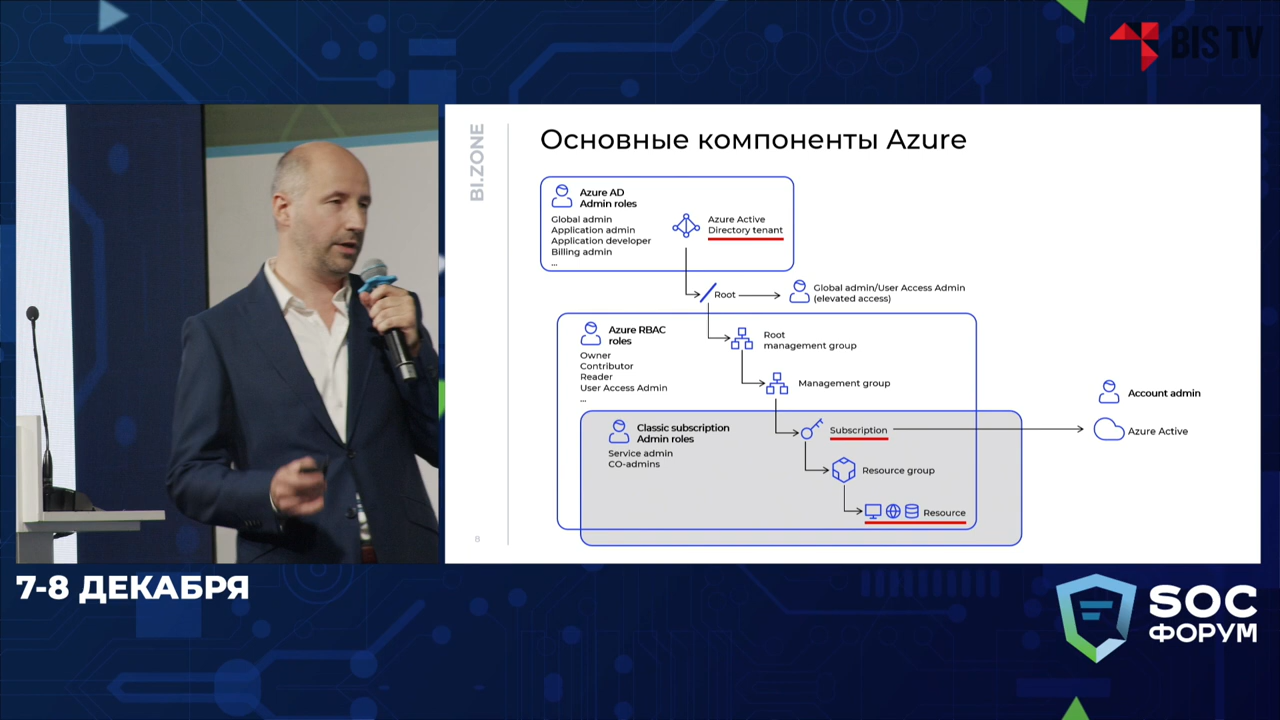 BIS TV
BI.ZONE
Основные компоненты Azure
Azure AD
Admin roles
Global admin
Application admin
Application developer
Billing admin
...
Azure Active
Directory tenant
Root
Global admin/User Access Admin
(elevated access)
Azure RBAC
roles
Owner
Contributor
Reader
User Access Admin
...
Root
management group
Management group
Classic subscription
Admin roles
Service admin
CO-admins
Subscription
Resource group
Resource
Account admin
Azure Active
8
7-8 ДЕКАБРЯ
SOC
ФОРУМ